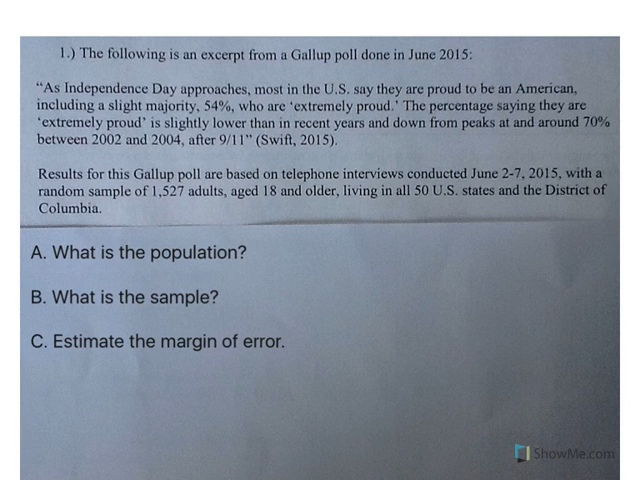 1.) The following is an excerpt from a Gallup poll done in June 2015:
“As Independence Day approaches, most in the U.S. say they are proud to be an American,
including a slight majority, 54%, who are ‘extremely proud.’ The percentage saying they are
‘extremely proud’ is slightly lower than in recent years and down from peaks at and around 70%
between 2002 and 2004, after 9/11” (Swift, 2015).
Results for this Gallup poll are based on telephone interviews conducted June 2-7, 2015, with a
random sample of 1,527 adults, aged 18 and older, living in all 50 U.S. states and the District of
Columbia.
A. What is the population?
B. What is the sample?
C. Estimate the margin of error.
ShowMe.com